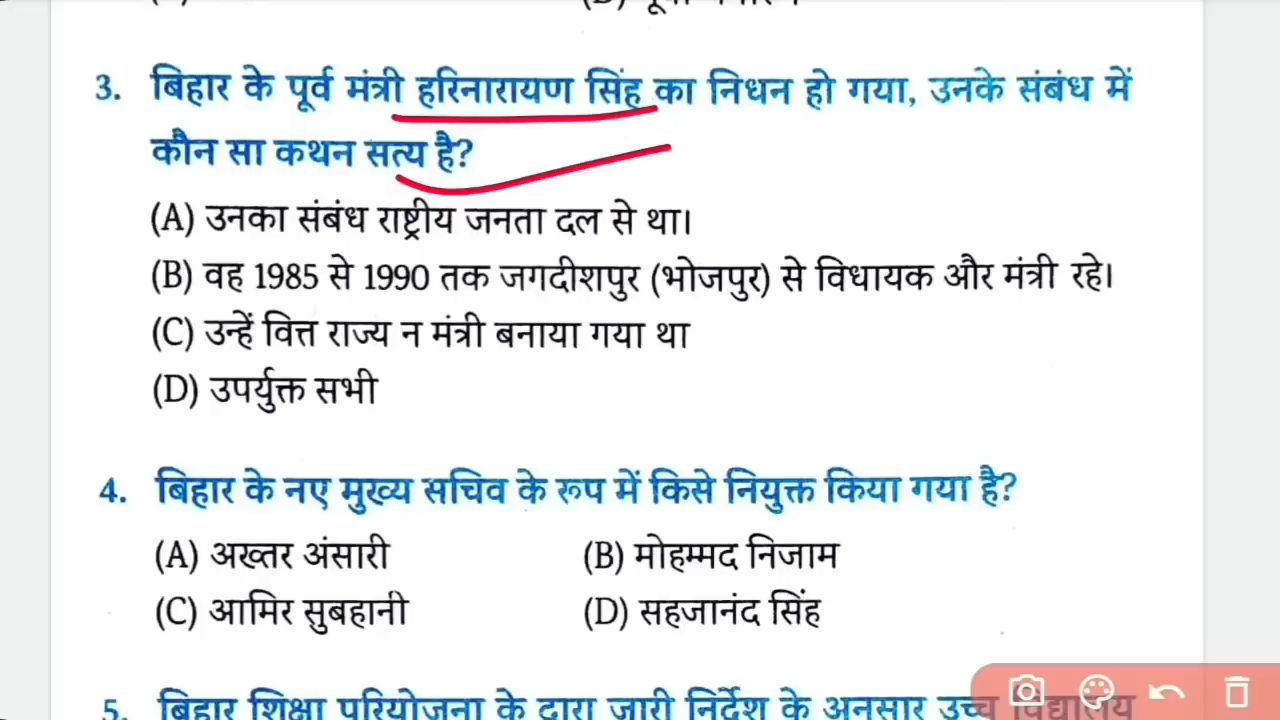 3. बिहार के पूर्व मंत्री हरिनारायण सिंह का निधन हो गया, उनके संबंध में
कौन सा कथन सत्य है?
(A) उनका संबंध राष्ट्रीय जनता दल से था।
(B) वह 1985 से 1990 तक जगदीशपुर (भोजपुर) से विधायक और मंत्री रहे।
(C) उन्हें वित्त राज्य न मंत्री बनाया गया था
(D) उपर्युक्त सभी
4. बिहार के नए मुख्य सचिव के रूप में किसे नियुक्त किया गया है?
(A) अख्तर अंसारी (B) मोहम्मद निजाम
(C) आमिर सुबहानी (D) सहजानंद सिंह
5. बिहार शिक्षा परियोजना के द्वारा जारी निर्देश के अनुसार उच्च विद्यालय